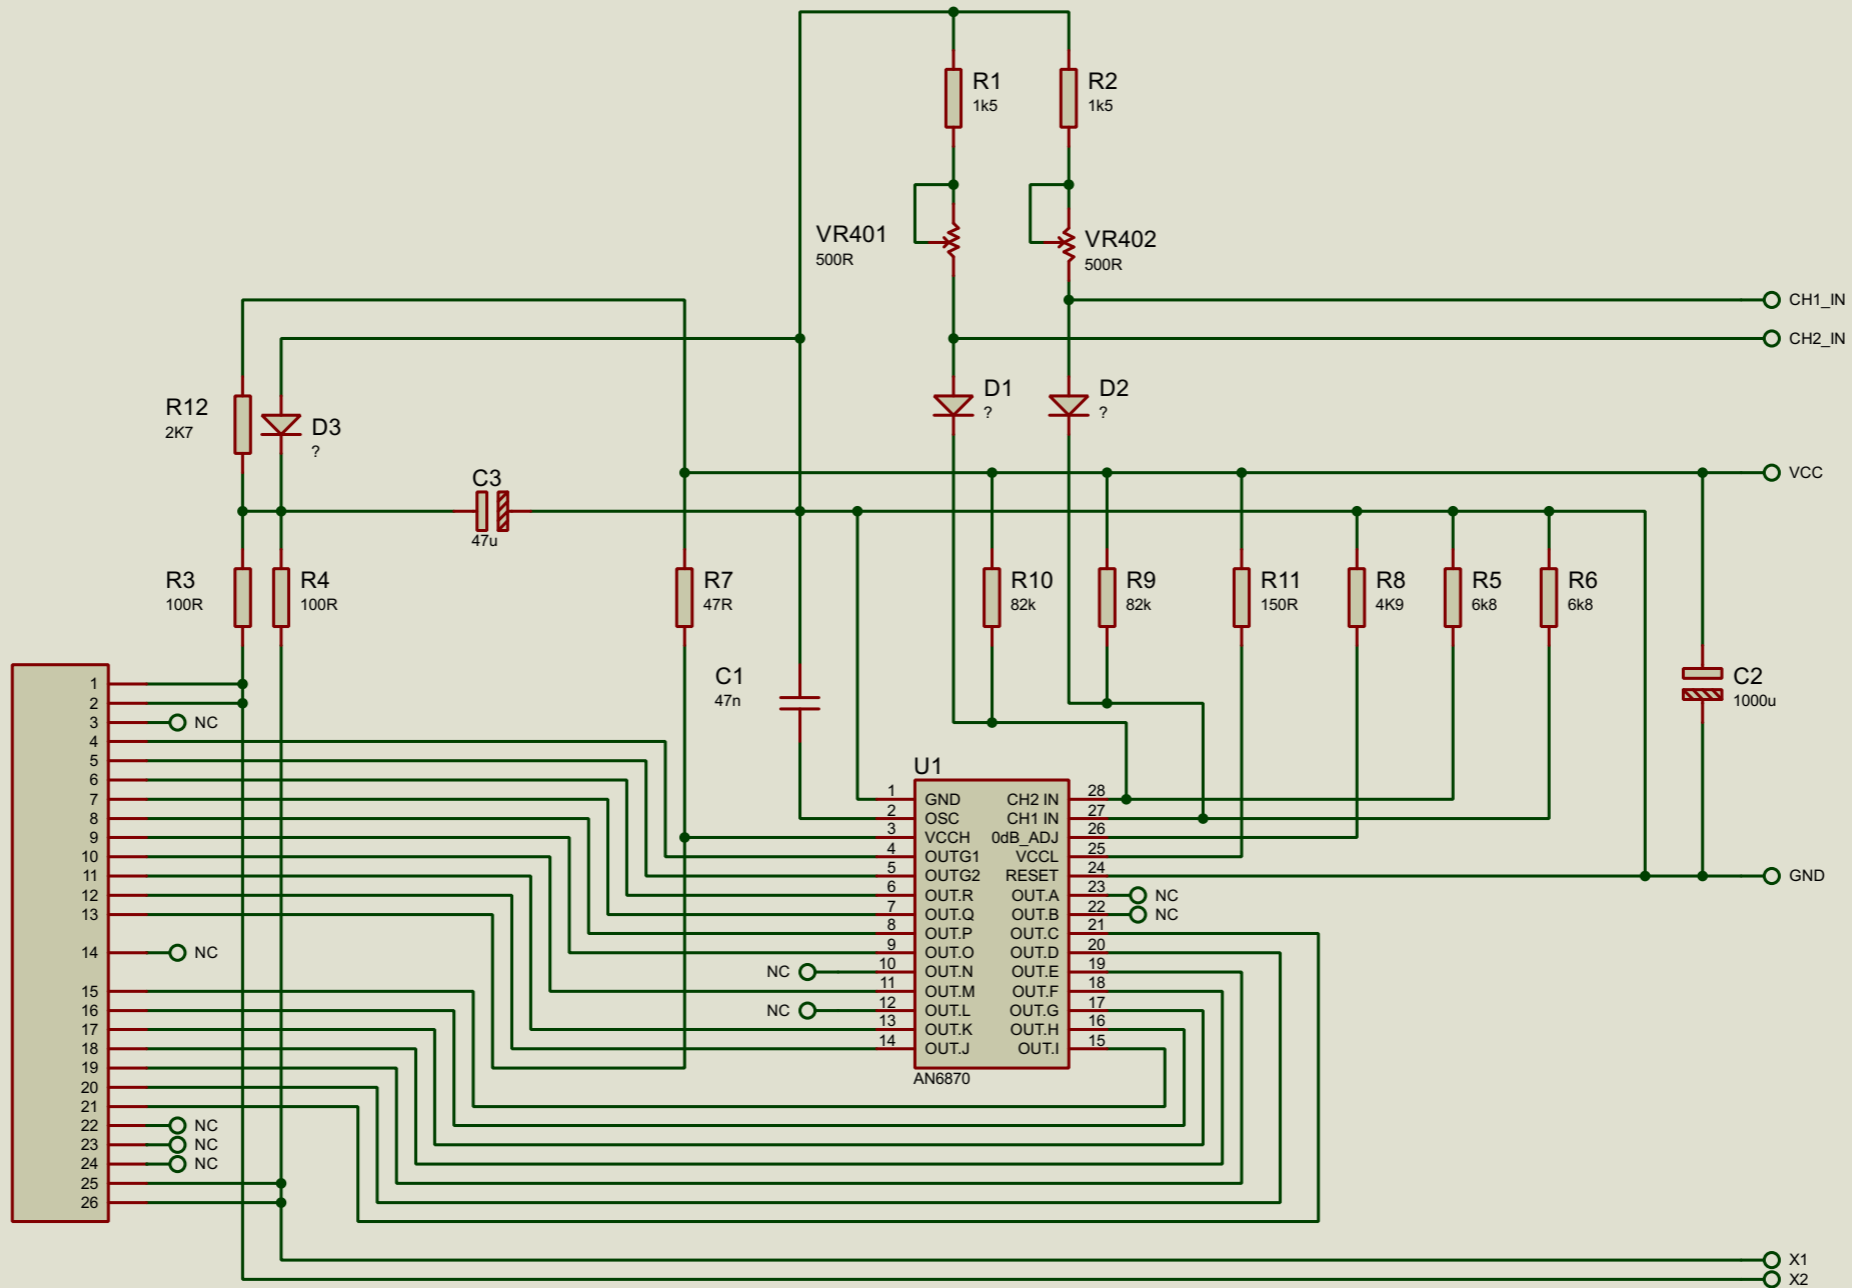 R1
1k5
R2
1k5
VR401
500R
VR402
500R
CH1_IN
CH2_IN
R12
2K7
D3
?
D1
?
D2
?
C3
47u
VCC
R3
100R
R4
100R
R7
47R
R10
82k
R9
82k
R11
150R
R8
4K9
R5
6k8
R6
6k8
C1
47n
C2
1000u
1
2
3 NC
4
5
6
7
8
9
10
11
12
13
14 NC
15
16
17
18
19
20
21
22 NC
23 NC
24 NC
25
26
U1
1 GND CH2 IN 28
2 OSC CH1 IN 27
3 VCCH 0dB_ADJ 26
4 OUTG1 VCCL 25
5 OUTG2 RESET 24
6 OUT.R OUT.A 23 NC
7 OUT.Q OUT.B 22 NC
8 OUT.P OUT.C 21
9 OUT.O OUT.D 20
NC 10 OUT.N OUT.E 19
11 OUT.M OUT.F 18
NC 12 OUT.L OUT.G 17
13 OUT.K OUT.H 16
14 OUT.J OUT.I 15
AN6870
GND
X1
X2